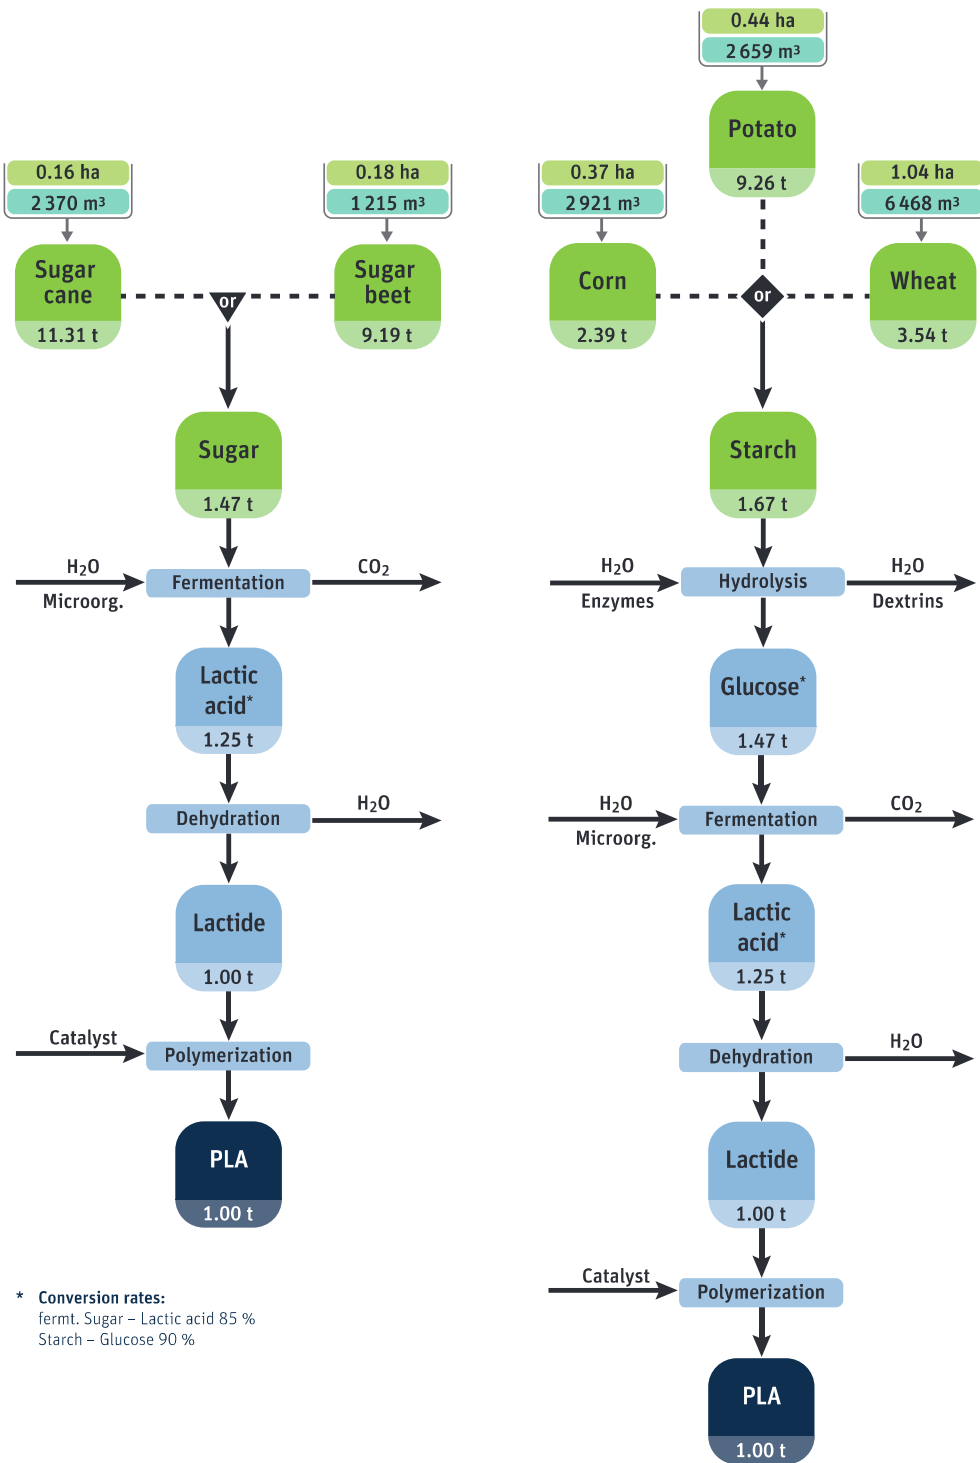 0.16 ha
2 370 m³
Sugar
cane
11.31 t
or
0.18 ha
1 215 m³
Sugar
beet
9.19 t
Sugar
1.47 t
H₂O
Microorg.
Fermentation
CO₂
Lactic
acid*
1.25 t
Dehydration
H₂O
Lactide
1.00 t
Catalyst
Polymerization
PLA
1.00 t
* Conversion rates:
fermt. Sugar – Lactic acid 85 %
Starch – Glucose 90 %
0.44 ha
2 659 m³
Potato
9.26 t
0.37 ha
2 921 m³
Corn
2.39 t
or
1.04 ha
6 468 m³
Wheat
3.54 t
Starch
1.67 t
H₂O
Enzymes
Hydrolysis
H₂O
Dextrins
Glucose*
1.47 t
H₂O
Microorg.
Fermentation
CO₂
Lactic
acid*
1.25 t
Dehydration
H₂O
Lactide
1.00 t
Catalyst
Polymerization
PLA
1.00 t